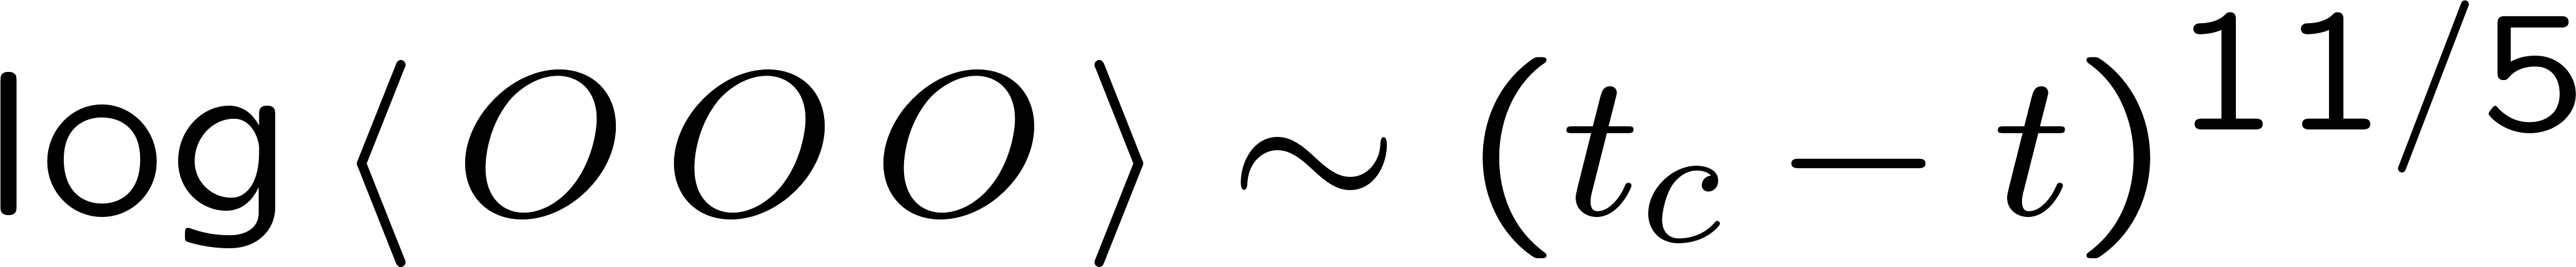 log ⟨ O O O ⟩ ∼ (t_c − t)^{11/5}